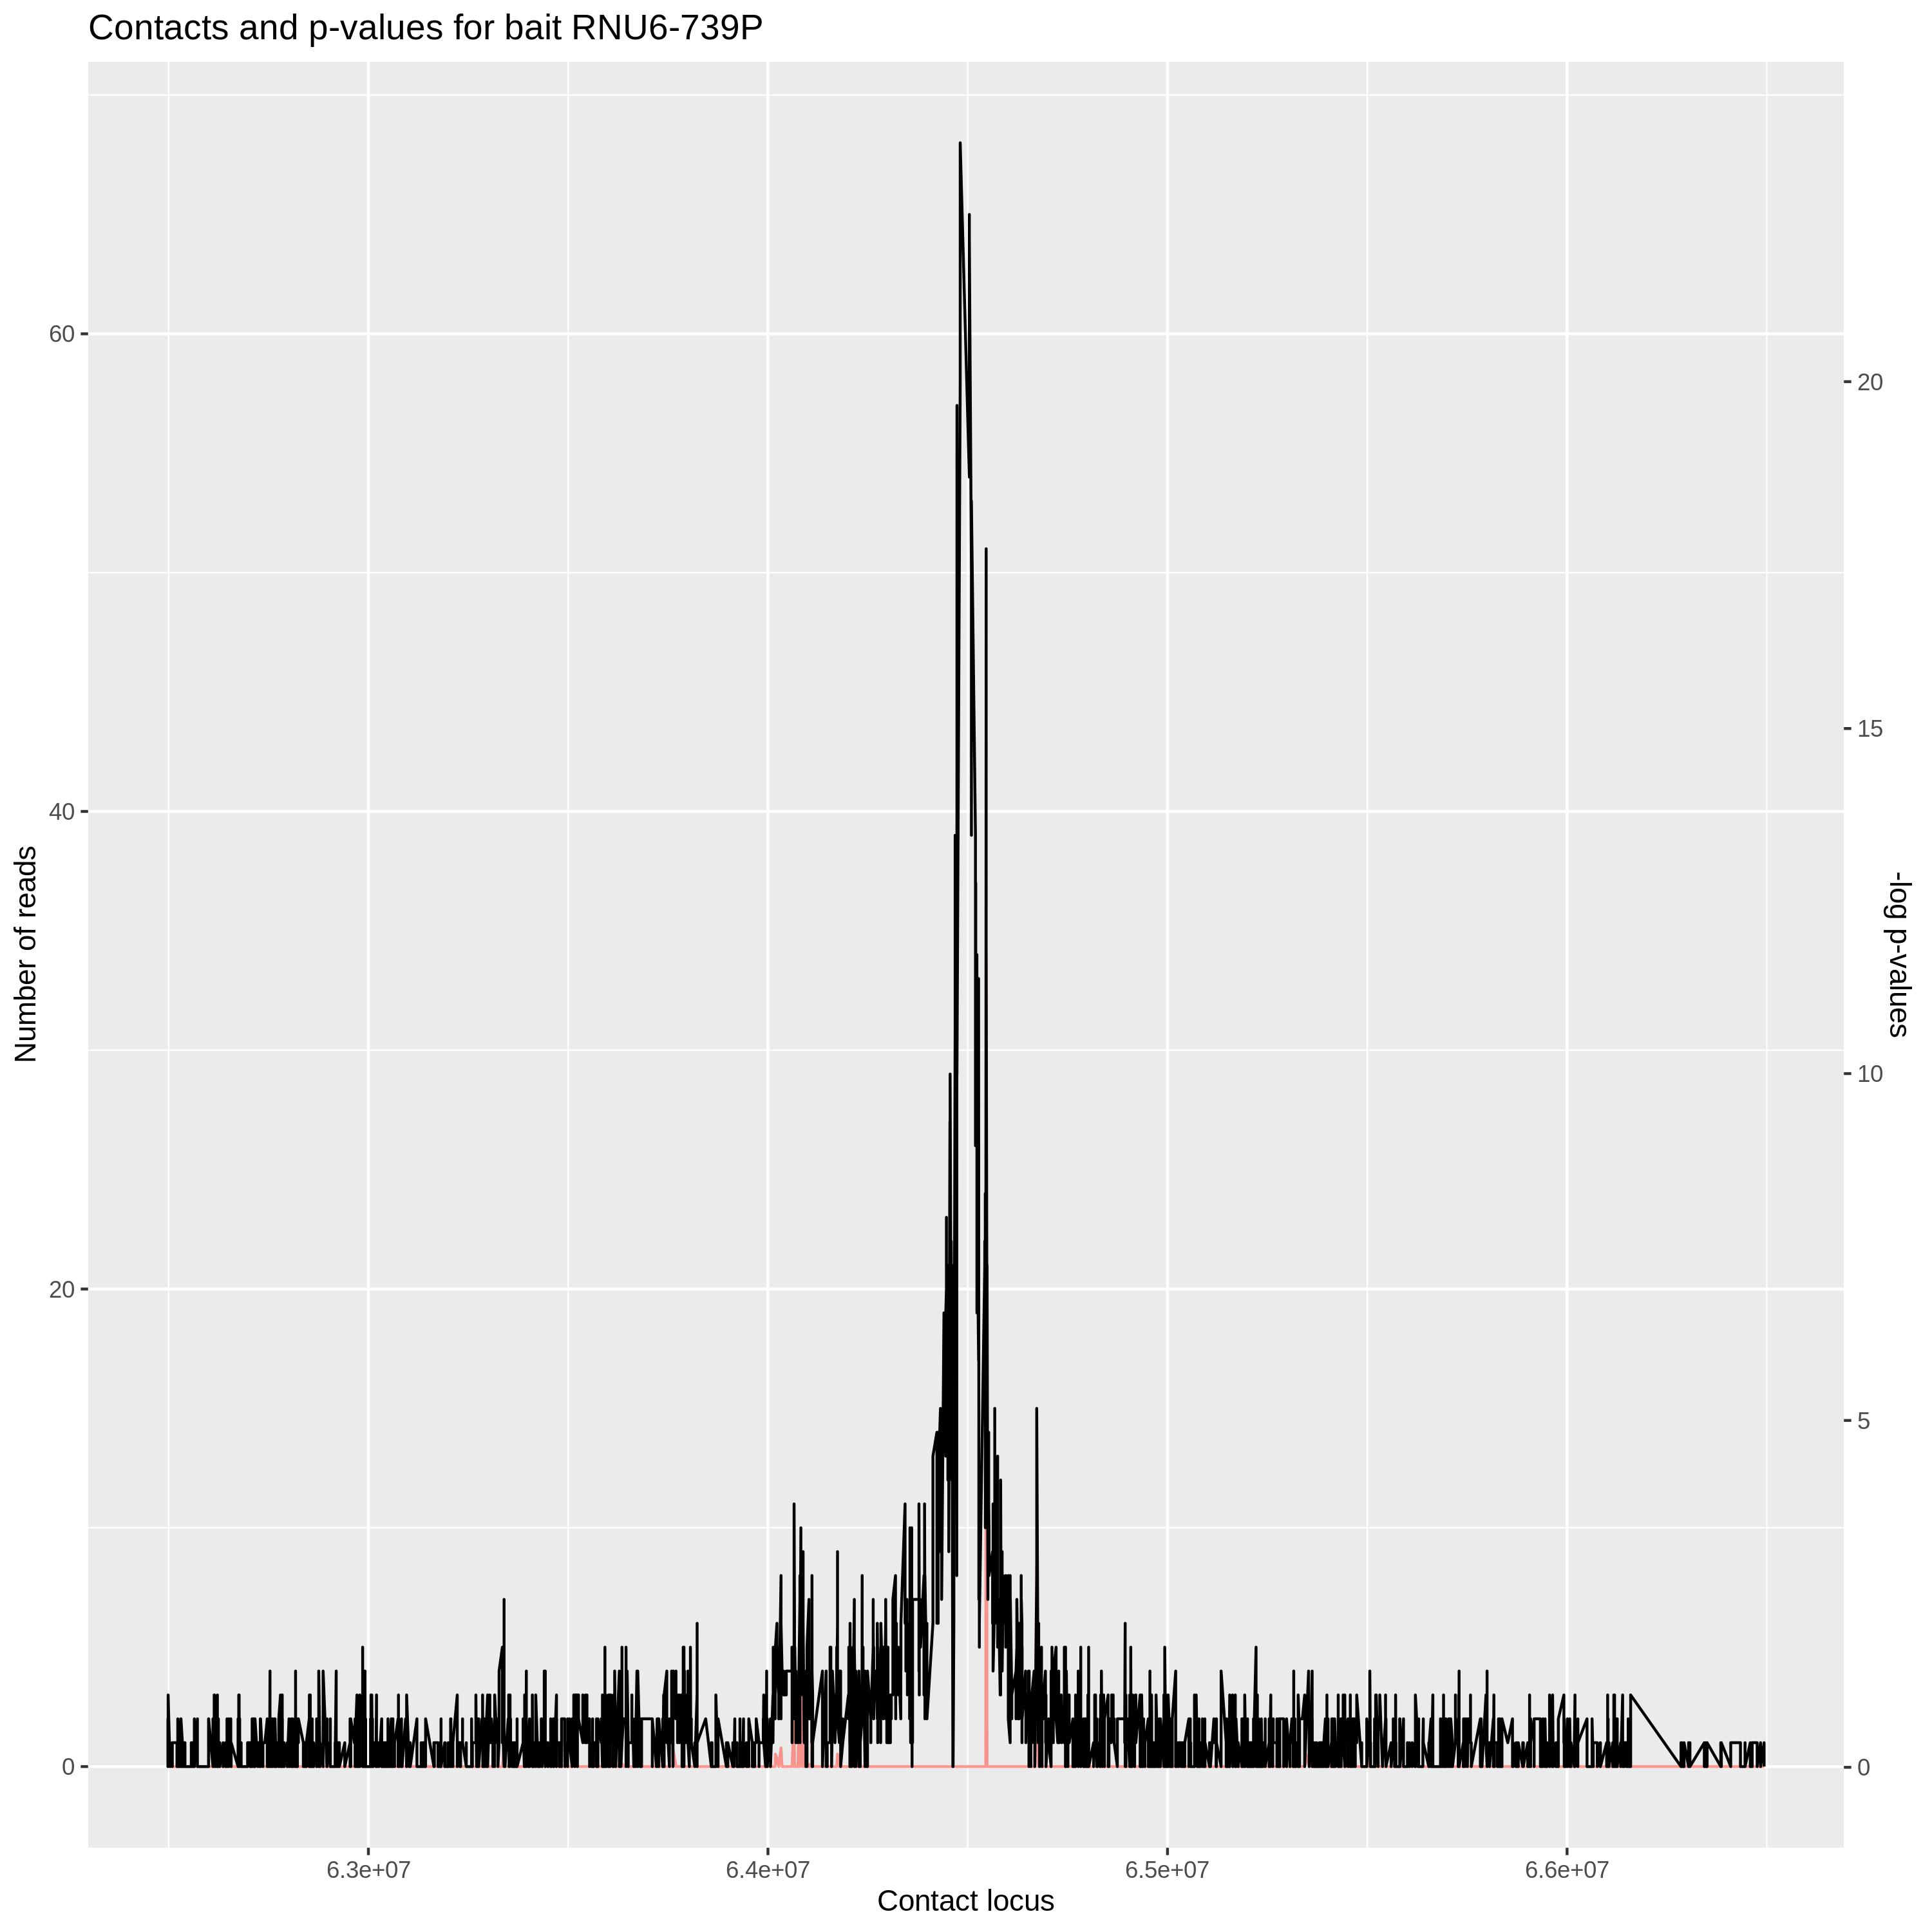 Contacts and p-values for bait RNU6-739P
Number of reads
60
40
20
0
20
15
10
5
0
-log p-values
6.3e+07
6.4e+07
6.5e+07
6.6e+07
Contact locus